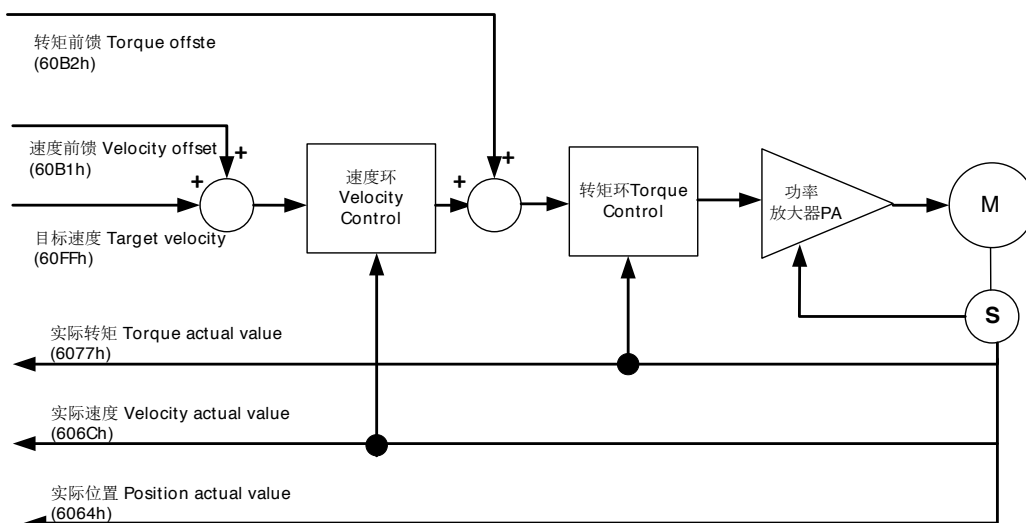 转矩前馈 Torque offste
(60B2h)
速度前馈 Velocity offset
(60B1h)
+
+
目标速度 Target velocity
(60FFh)
速度环
Velocity
Control
+
+
转矩环Torque
Control
功率
放大器PA
M
S
实际转矩 Torque actual value
(6077h)
实际速度 Velocity actual value
(606Ch)
实际位置 Position actual value
(6064h)